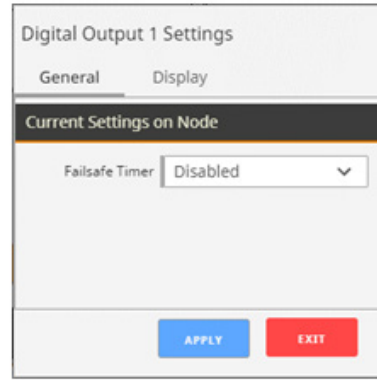 Digital Output 1 Settings
General Display
Current Settings on Node
Failsafe Timer Disabled
APPLY EXIT